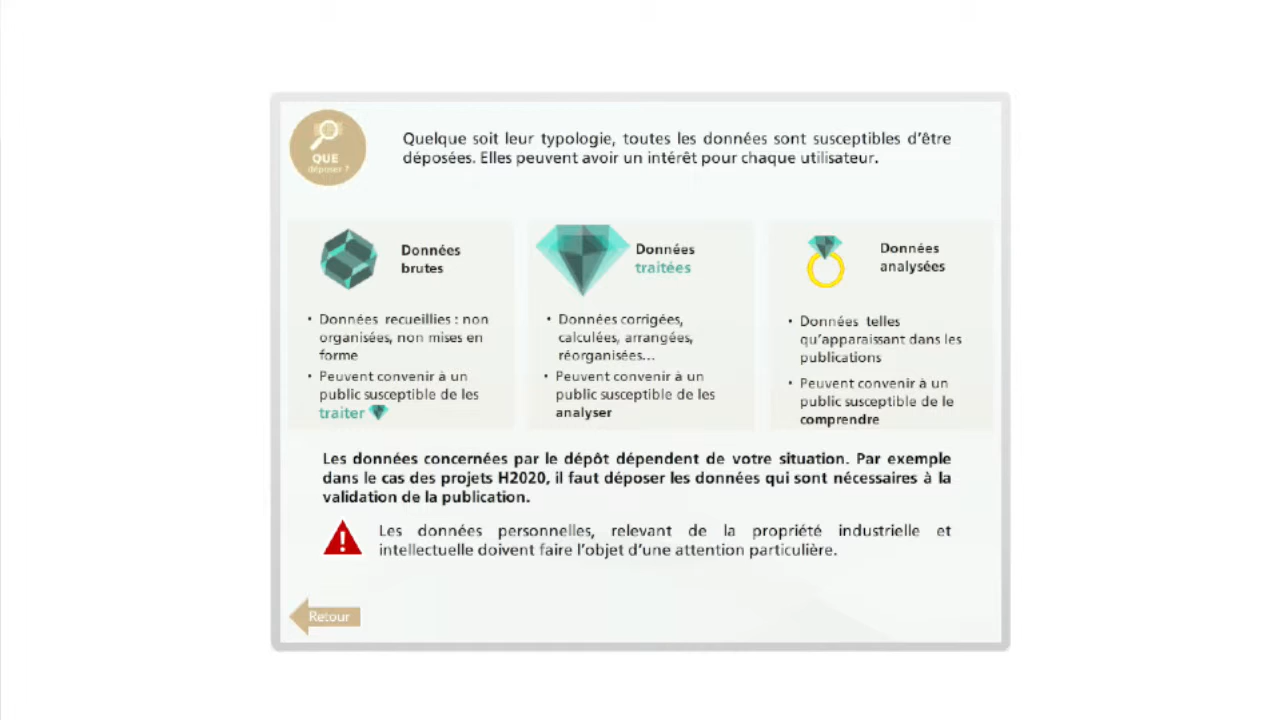 QUE
déposer ?
Quelque soit leur typologie, toutes les données sont susceptibles d'être
déposées. Elles peuvent avoir un intérêt pour chaque utilisateur.
Données
brutes
• Données recueillies : non
organisées, non mises en
forme
• Peuvent convenir à un
public susceptible de les
traiter
Données
traitées
• Données corrigées,
calculées, arrangées,
réorganisées...
• Peuvent convenir à un
public susceptible de les
analyser
Données
analysées
• Données telles
qu'apparaissant dans les
publications
• Peuvent convenir à un
public susceptible de le
comprendre
Les données concernées par le dépôt dépendent de votre situation. Par exemple
dans le cas des projets H2020, il faut déposer les données qui sont nécessaires à la
validation de la publication.
!
Les données personnelles, relevant de la propriété industrielle et
intellectuelle doivent faire l'objet d'une attention particulière.
Retour